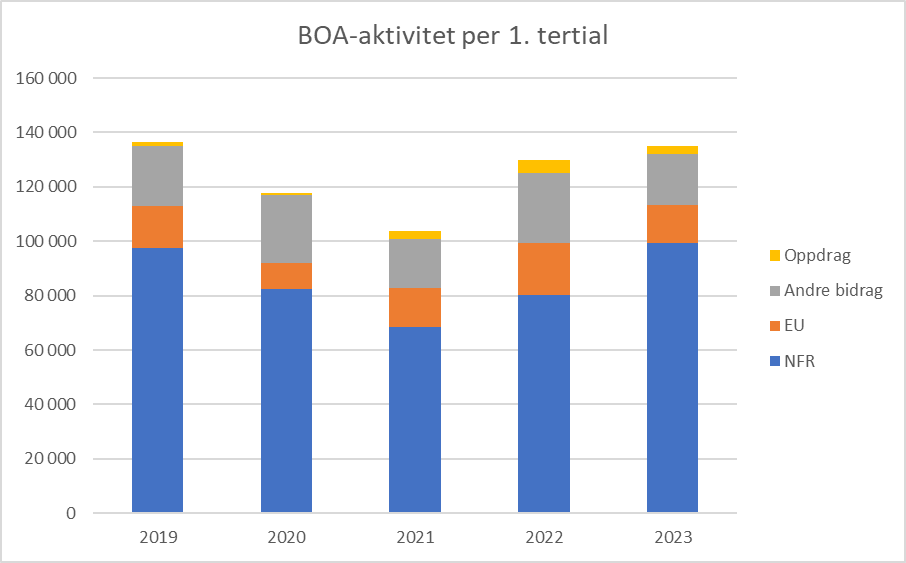 BOA-aktivitet per 1. tertial
160 000
140 000
120 000
100 000
80 000
60 000
40 000
20 000
0
2019
2020
2021
2022
2023
Oppdrag
Andre bidrag
EU
NFR